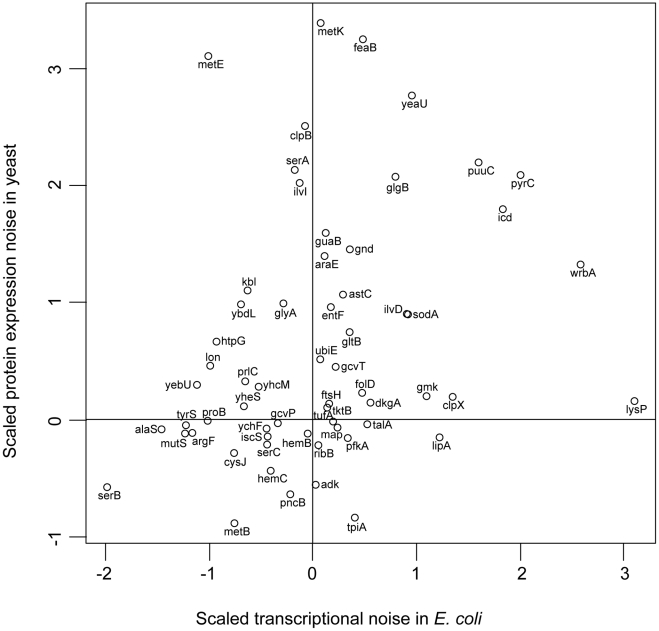 metK
feaB
3
metE
yeaU
clpB
serA
puuC
2
ilvI
glgB
pyrC
icd
guaB
gnd
araE
wrbA
kbl
astC
1
ybdL
glyA
entF
ilvD
sodA
htpG
gltB
lon
ubiE
gcvT
prlC
yebU
yhcM
folD
gmk
yheS
ftsH
dkgA
clpX
lysP
tyrS
proB
gcvP
tufA
tktB
0
alaS
ychF
map
talA
mutS
argF
iscS
hemB
ribB
pfkA
lipA
cysJ
serC
hemC
adk
serB
pncB
metB
tpiA
-1
-2 -1 0 1 2 3
Scaled protein expression noise in yeast
Scaled transcriptional noise in E. coli